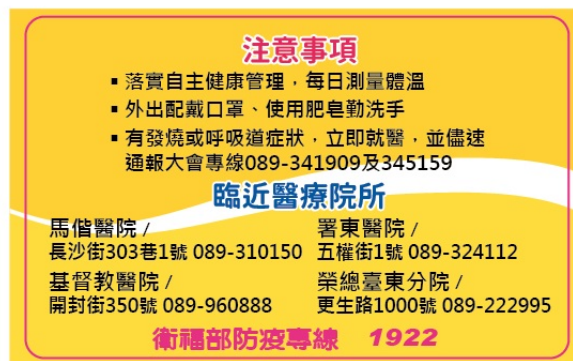 注意事項
▪ 落實自主健康管理，每日測量體溫
▪ 外出配戴口罩、使用肥皂勤洗手
▪ 有發燒或呼吸道症狀，立即就醫，並儘速
通報大會專線089-341909及345159
臨近醫療院所
馬偕醫院 /
長沙街303巷1號 089-310150
署東醫院 /
五權街1號 089-324112
基督教醫院 /
開封街350號 089-960888
榮總臺東分院 /
更生路1000號 089-222995
衛福部防疫專線 1922